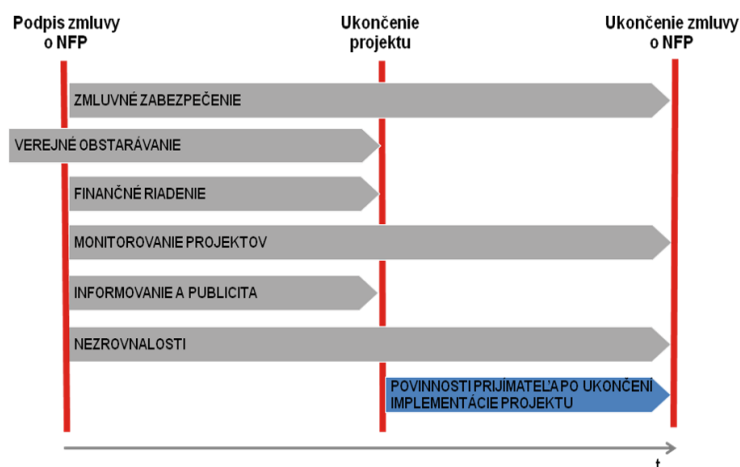 Podpis zmluvy
o NFP
Ukončenie
projektu
Ukončenie zmluvy
o NFP
ZMLUVNÉ ZABEZPEČENIE
VEREJNÉ OBSTARÁVANIE
FINANČNÉ RIADENIE
MONITOROVANIE PROJEKTOV
INFORMOVANIE A PUBLICITA
NEZROVNALOSTI
POVINNOSTI PRIJÍMATEĽA PO UKONČENÍ
IMPLEMENTÁCIE PROJEKTU
t